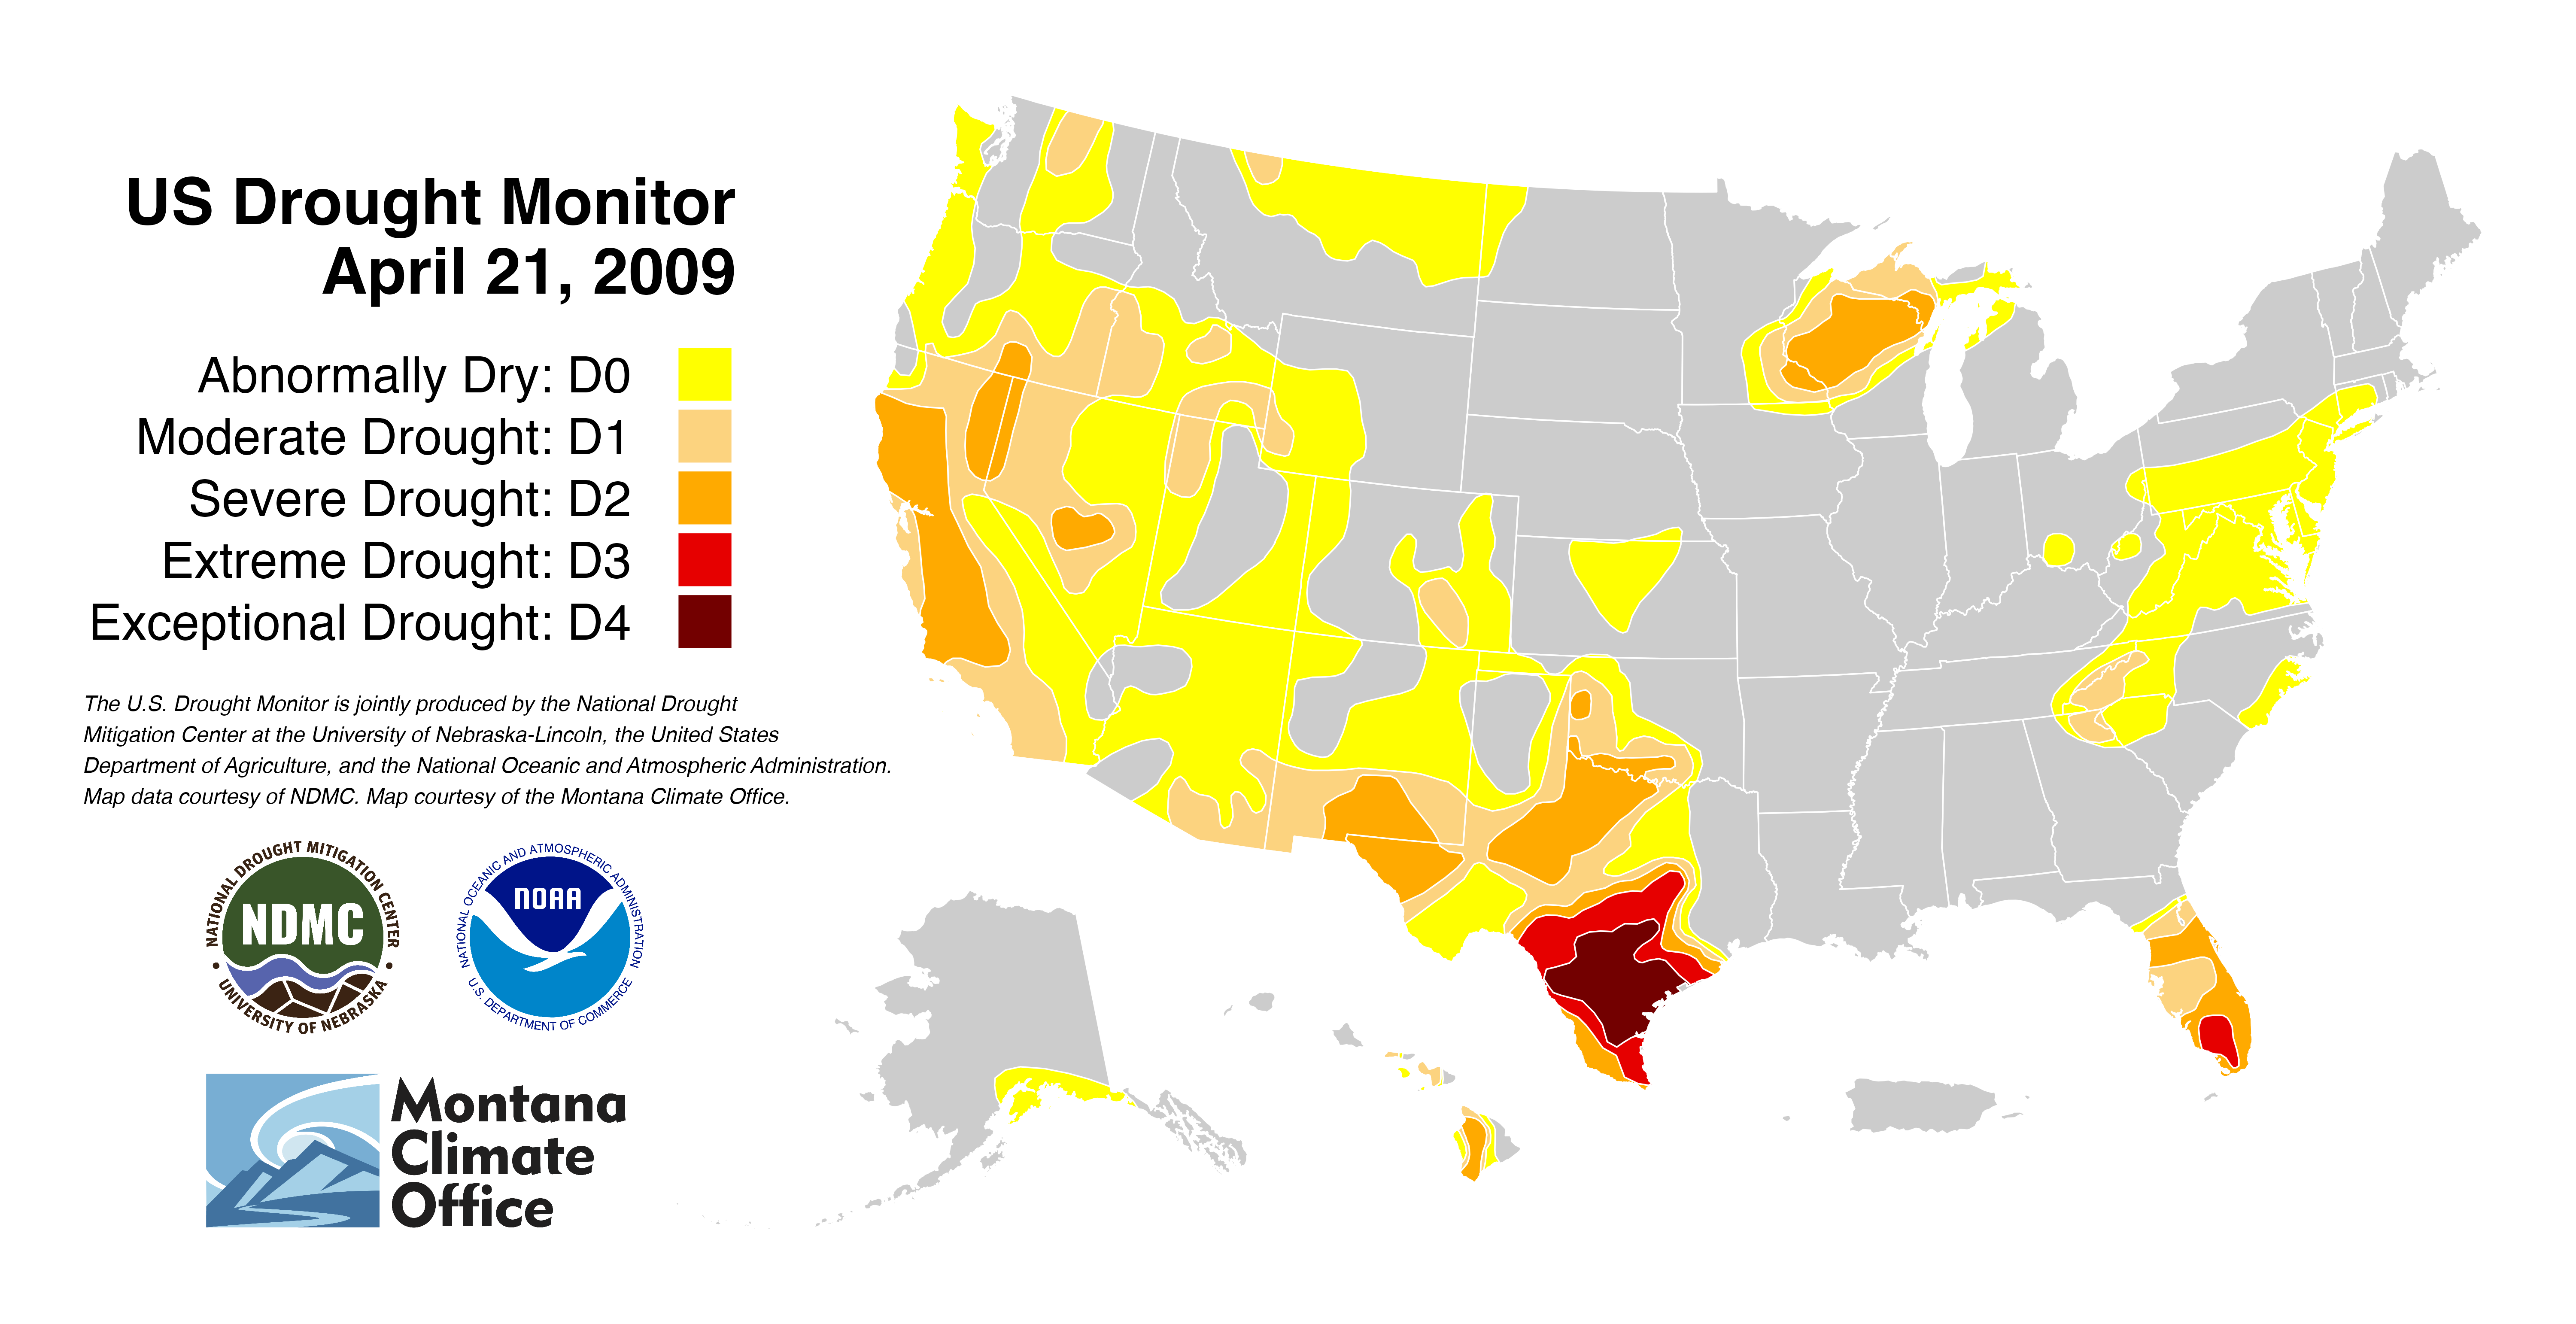 US Drought Monitor
April 21, 2009
Abnormally Dry: D0
Moderate Drought: D1
Severe Drought: D2
Extreme Drought: D3
Exceptional Drought: D4
The U.S. Drought Monitor is jointly produced by the National Drought
Mitigation Center at the University of Nebraska-Lincoln, the United States
Department of Agriculture, and the National Oceanic and Atmospheric Administration.
Map data courtesy of NDMC. Map courtesy of the Montana Climate Office.
NATIONAL DROUGHT MITIGATION CENTER
NDMC
• UNIVERSITY OF NEBRASKA •
NATIONAL OCEANIC AND ATMOSPHERIC ADMINISTRATION
NOAA
U.S. DEPARTMENT OF COMMERCE
Montana
Climate
Office